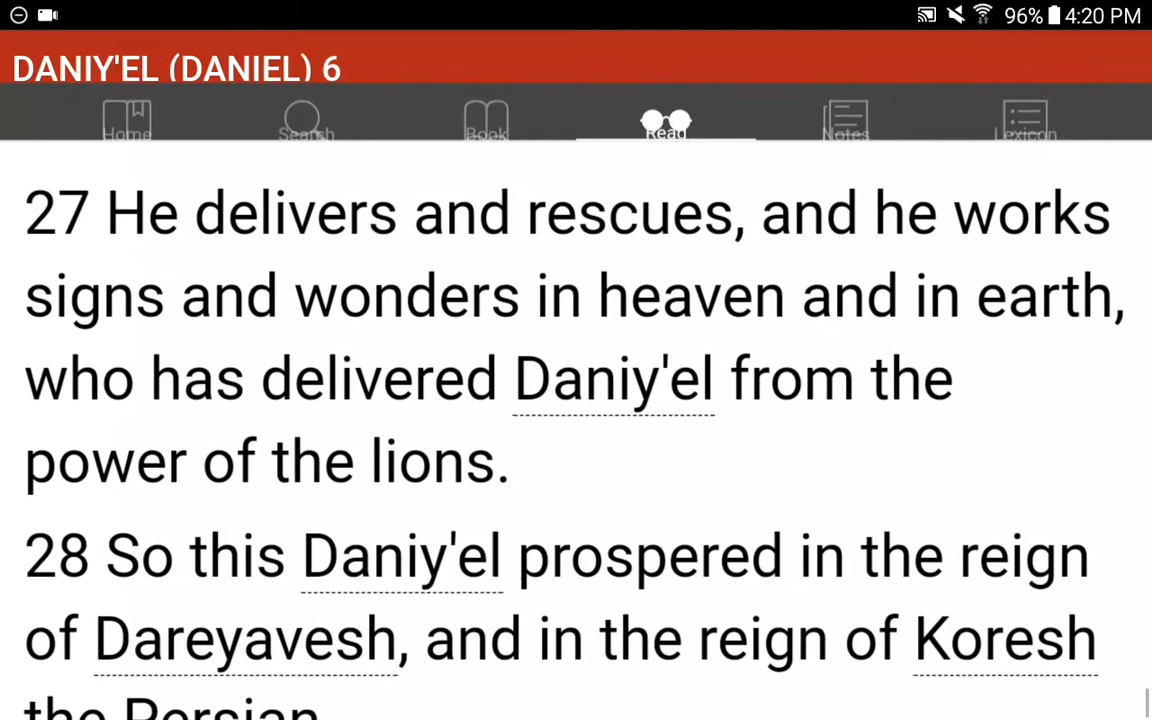 96% 4:20 PM
DANIY'EL (DANIEL) 6
Home Search Book Read Notes Lexicon
27 He delivers and rescues, and he works
signs and wonders in heaven and in earth,
who has delivered Daniy'el from the
power of the lions.
28 So this Daniy'el prospered in the reign
of Dareyavesh, and in the reign of Koresh
the Persian.